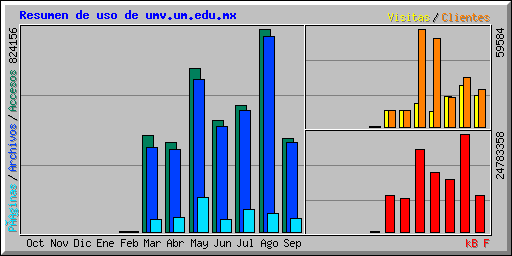 Resumen de uso de umv.um.edu.mx
Visitas/Clientes
824156
Páginas/Archivos/Accesos
59584
24783358
Oct Nov Dic Ene Feb Mar Abr May Jun Jul Ago Sep
kB F